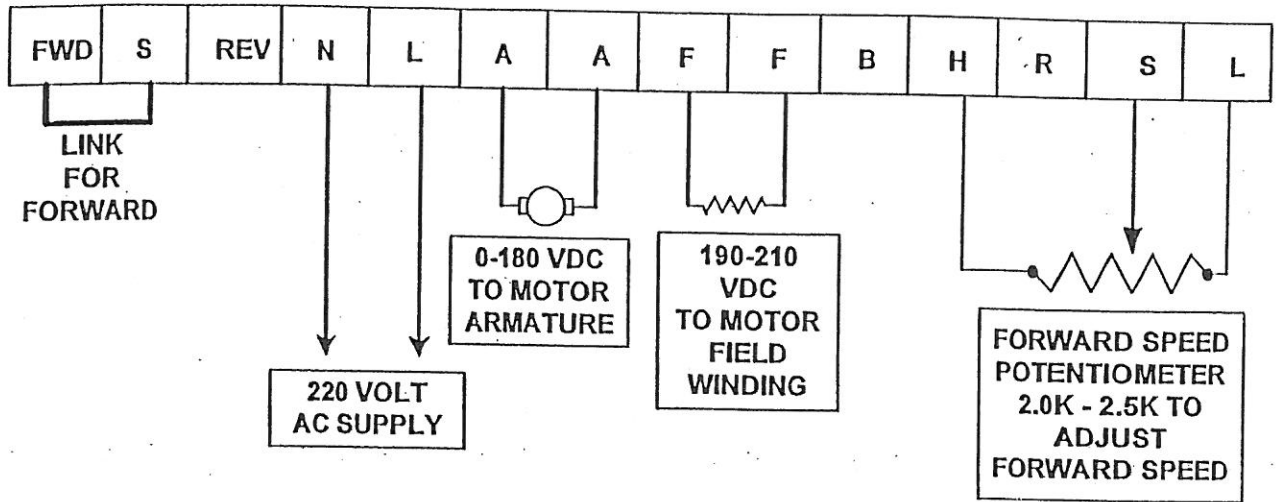 FWD S REV N L A A F F B H R S L
LINK
FOR
FORWARD
220 VOLT
AC SUPPLY
0-180 VDC
TO MOTOR
ARMATURE
190-210
VDC
TO MOTOR
FIELD
WINDING
FORWARD SPEED
POTENTIOMETER
2.0K - 2.5K TO
ADJUST
FORWARD SPEED